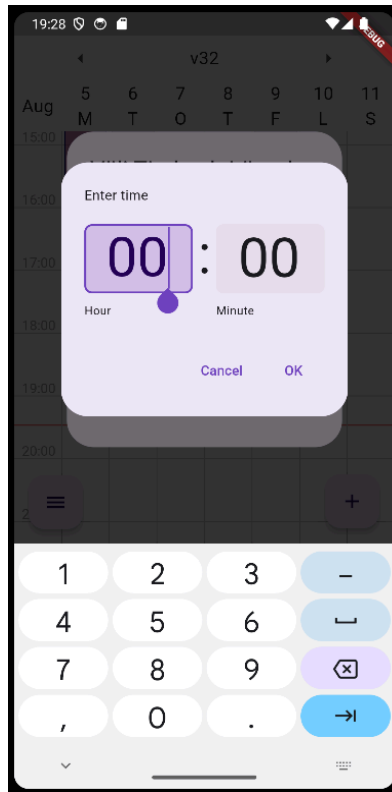 19:28
DEBUG
v32
Aug 5 6 7 8 9 10 11
M T O T F L S
15:00
16:00
17:00
18:00
19:00
20:00
Enter time
00 : 00
Hour Minute
Cancel OK
+
1 2 3 –
4 5 6
7 8 9
, 0 .